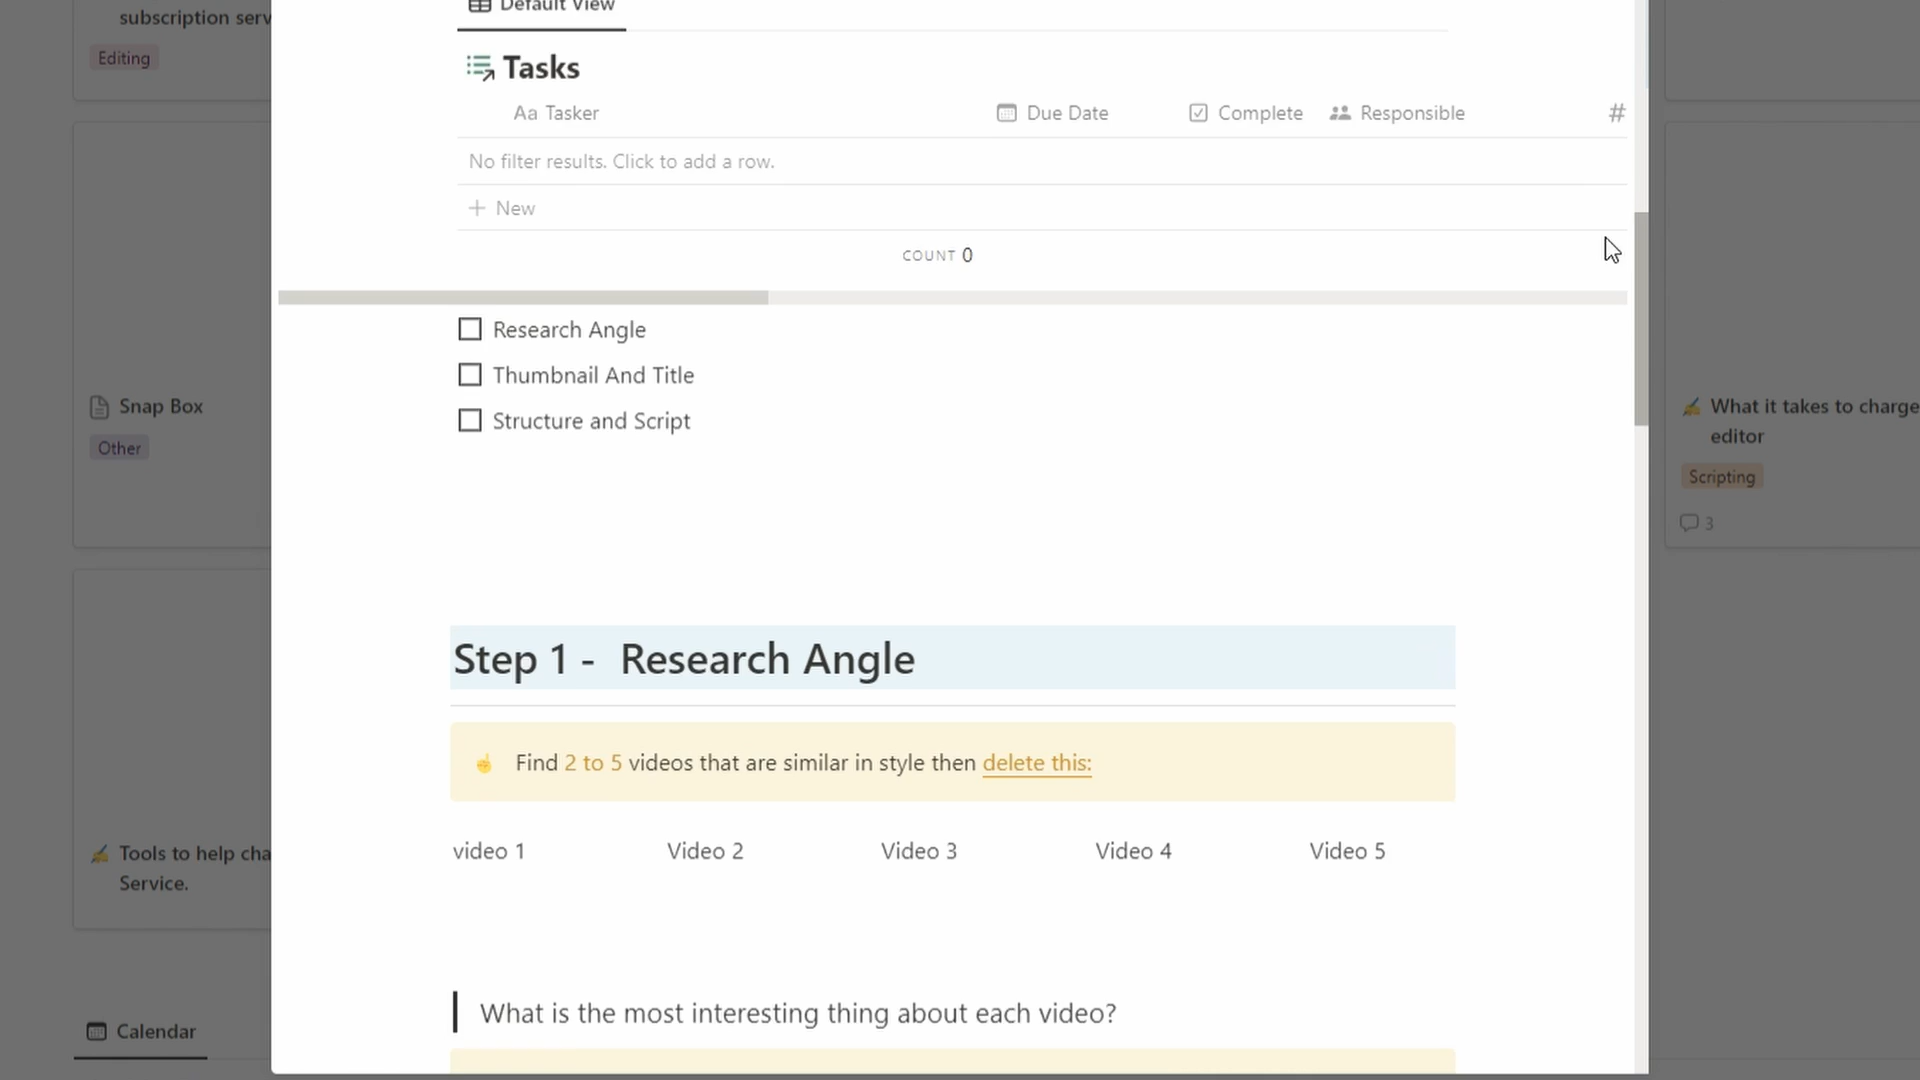 subscription serv
Editing
Default View
Tasks
Aa Tasker
Due Date
Complete
Responsible
#
No filter results. Click to add a row.
+ New
COUNT 0
Research Angle
Thumbnail And Title
Structure and Script
Snap Box
Other
What it takes to charge
editor
Scripting
3
Step 1 - Research Angle
Find 2 to 5 videos that are similar in style then delete this:
video 1
Video 2
Video 3
Video 4
Video 5
Tools to help cha
Service.
What is the most interesting thing about each video?
Calendar